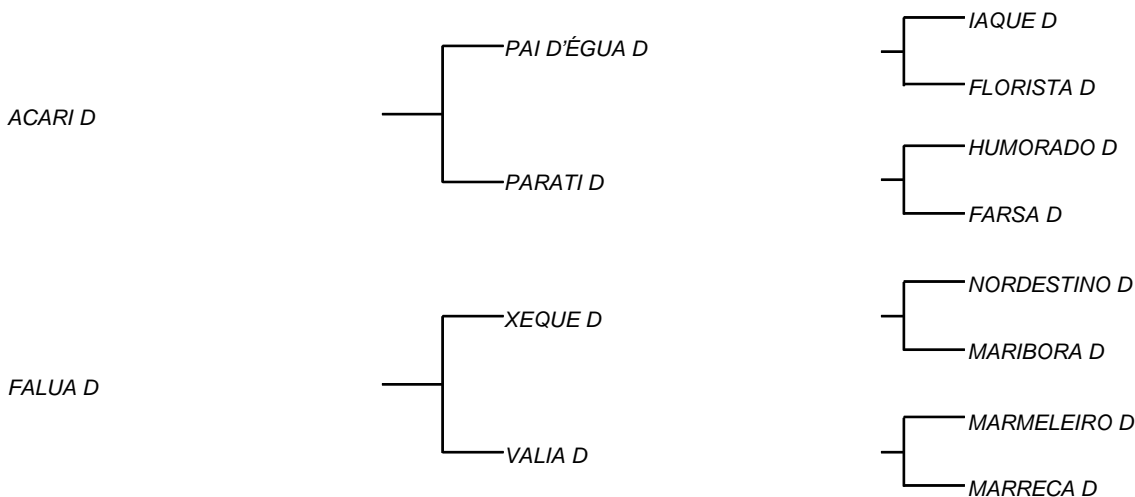 ACARI D
PAI D'ÉGUA D
PARATI D
IAQUE D
FLORISTA D
HUMORADO D
FARSA D
FALUA D
XEQUE D
VALIA D
NORDESTINO D
MARIBORA D
MARMELEIRO D
MARRECA D